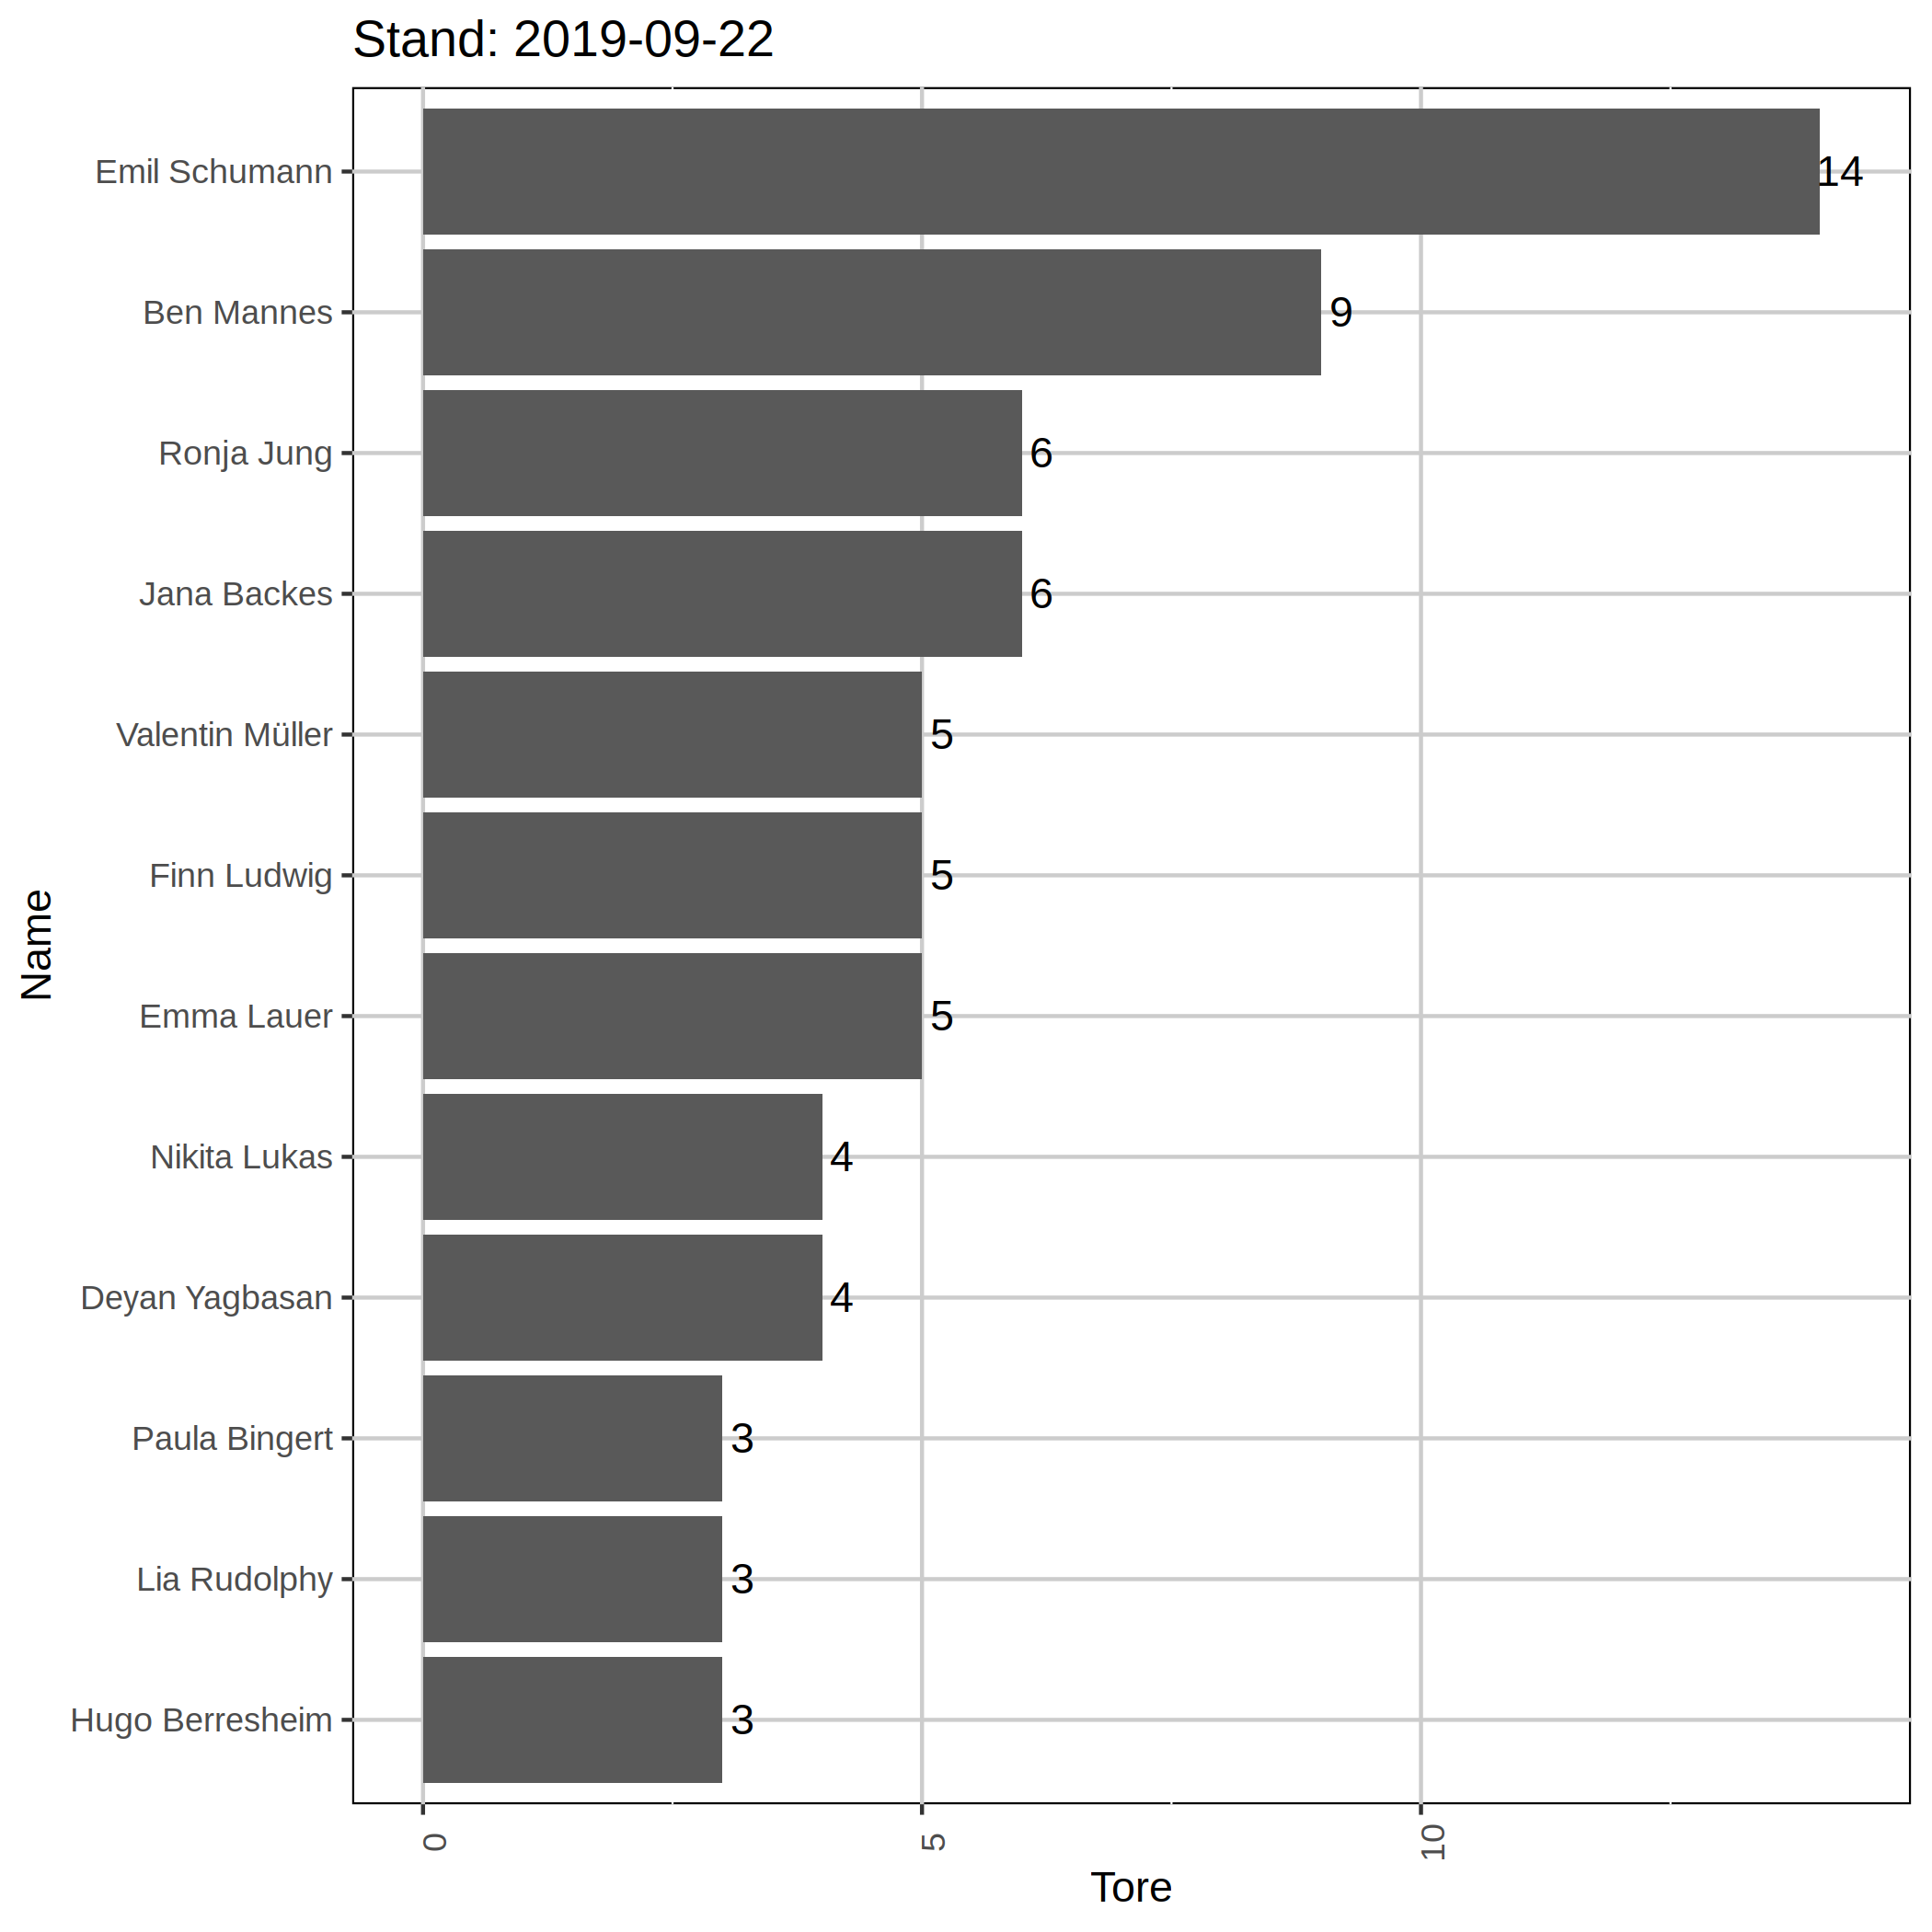 Stand: 2019-09-22
Name
Emil Schumann 14
Ben Mannes 9
Ronja Jung 6
Jana Backes 6
Valentin Müller 5
Finn Ludwig 5
Emma Lauer 5
Nikita Lukas 4
Deyan Yagbasan 4
Paula Bingert 3
Lia Rudolphy 3
Hugo Berresheim 3
0 5 10
Tore